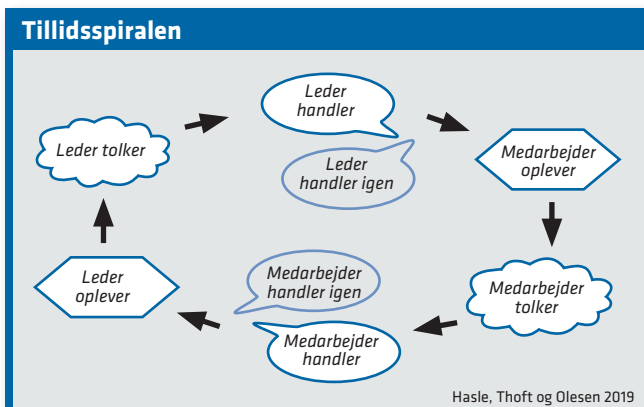 Tillidsspiralen
Leder
handler
Leder
handler igen
Medarbejder
oplever
Medarbejder
tolker
Medarbejder
handler
Medarbejder
handler igen
Leder
oplever
Leder tolker
Hasle, Thoft og Olesen 2019